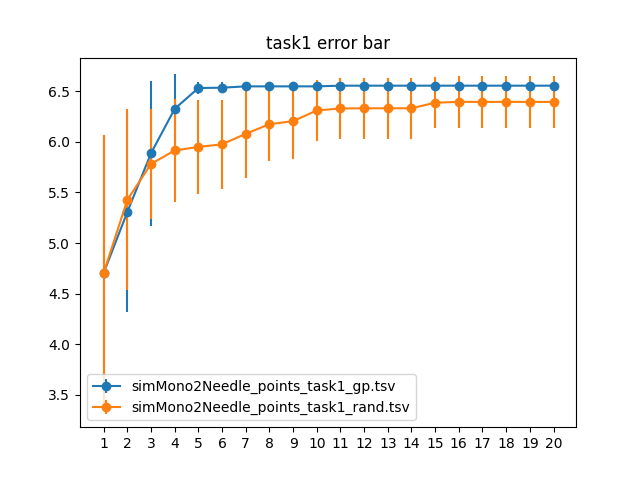 task1 error bar
6.5
6.0
5.5
5.0
4.5
4.0
3.5
simMono2Needle_points_task1_gp.tsv
simMono2Needle_points_task1_rand.tsv
1 2 3 4 5 6 7 8 9 10 11 12 13 14 15 16 17 18 19 20